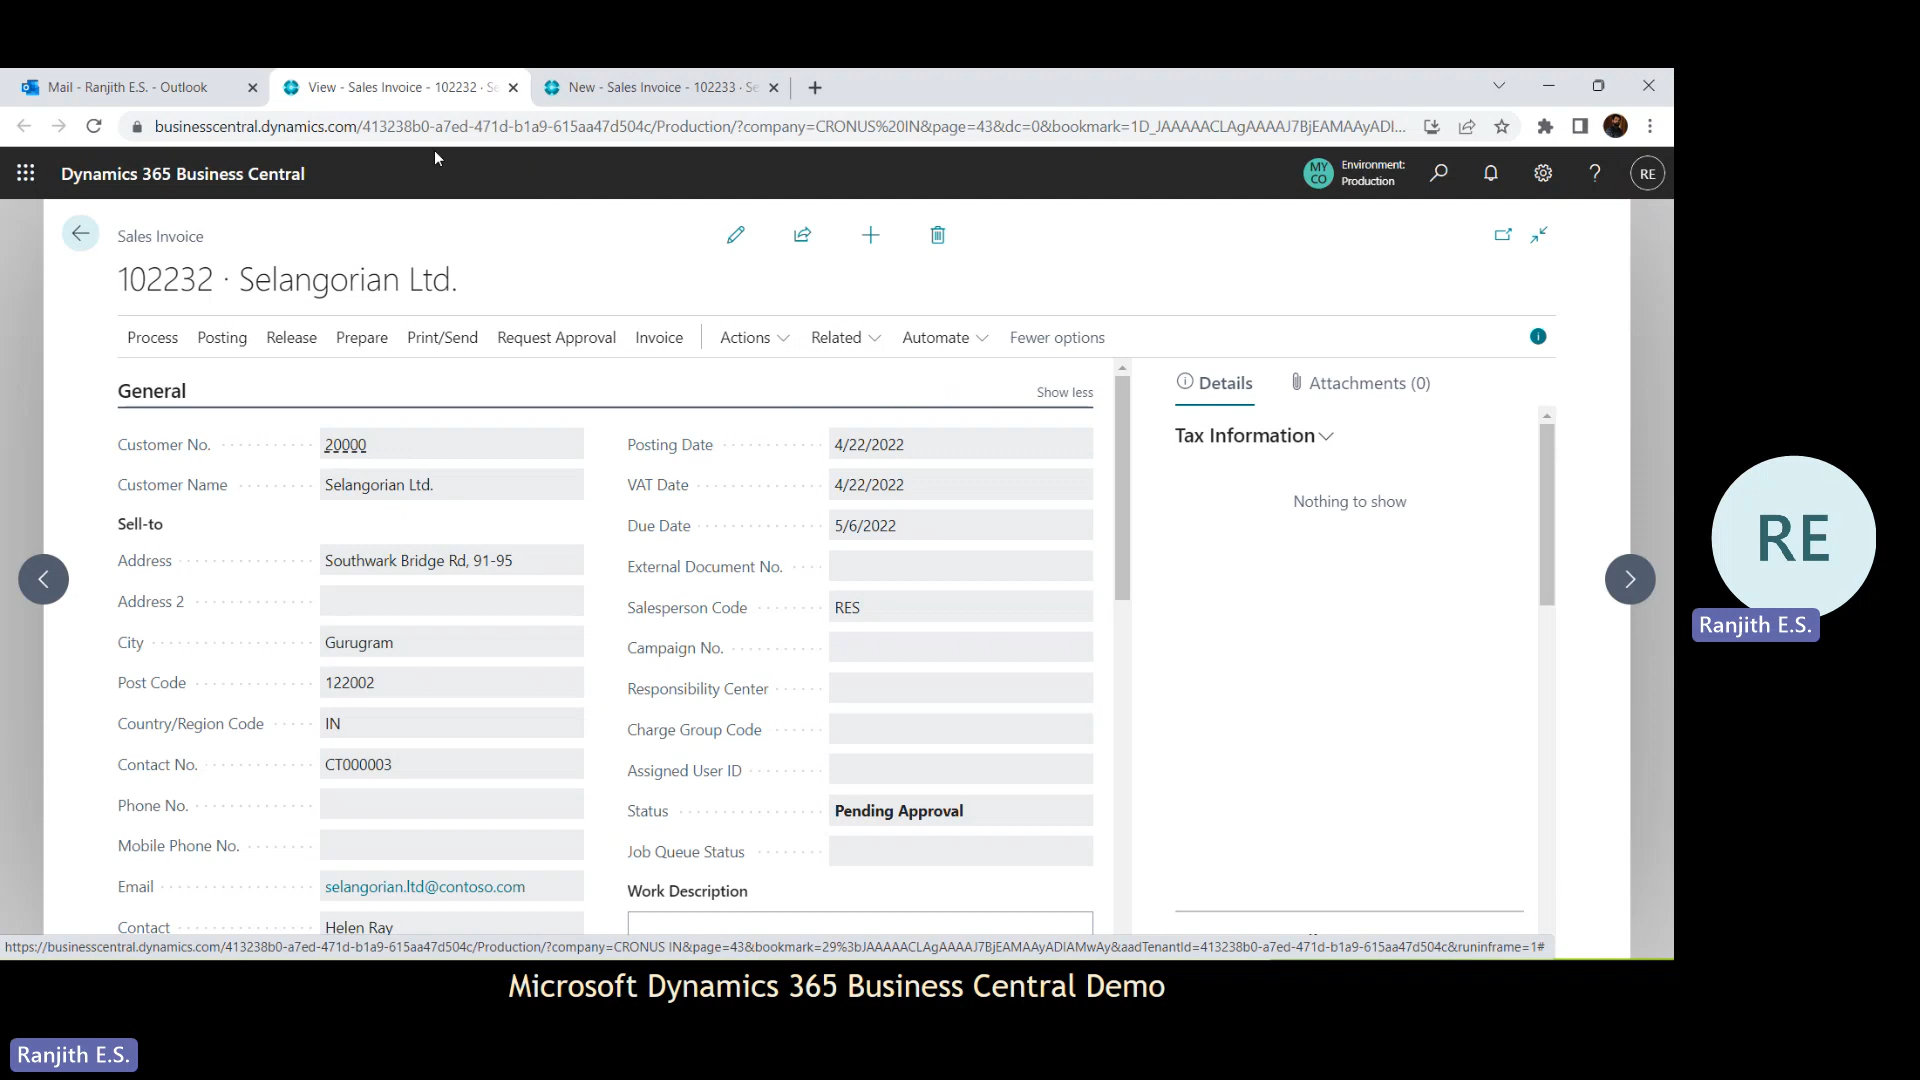 Mail - Ranjith E.S. - Outlook
View - Sales Invoice - 102232 · Se
New - Sales Invoice - 102233 · Se
businesscentral.dynamics.com/413238b0-a7ed-471d-b1a9-615aa47d504c/Production/?company=CRONUS%20IN&page=43&dc=0&bookmark=1D_JAAAAACLAgAAAAJ7BjEAMAAyADI...
Dynamics 365 Business Central
MY CO
Environment:
Production
RE
Sales Invoice
102232 · Selangorian Ltd.
Process Posting Release Prepare Print/Send Request Approval Invoice Actions Related Automate Fewer options
General
Show less
Customer No. 20000
Customer Name Selangorian Ltd.
Sell-to
Address Southwark Bridge Rd, 91-95
Address 2
City Gurugram
Post Code 122002
Country/Region Code IN
Contact No. CT000003
Phone No.
Mobile Phone No.
Email selangorian.ltd@contoso.com
Contact Helen Ray
Posting Date 4/22/2022
VAT Date 4/22/2022
Due Date 5/6/2022
External Document No.
Salesperson Code RES
Campaign No.
Responsibility Center
Charge Group Code
Assigned User ID
Status Pending Approval
Job Queue Status
Work Description
Details
Attachments (0)
Tax Information
Nothing to show
https://businesscentral.dynamics.com/413238b0-a7ed-471d-b1a9-615aa47d504c/Production/?company=CRONUS IN&page=43&bookmark=29%3bJAAAAACLAgAAAAJ7BjEAMAAyADIAMwAy&aadTenantId=413238b0-a7ed-471d-b1a9-615aa47d504c&runinframe=1#
RE
Ranjith E.S.
Microsoft Dynamics 365 Business Central Demo
Ranjith E.S.